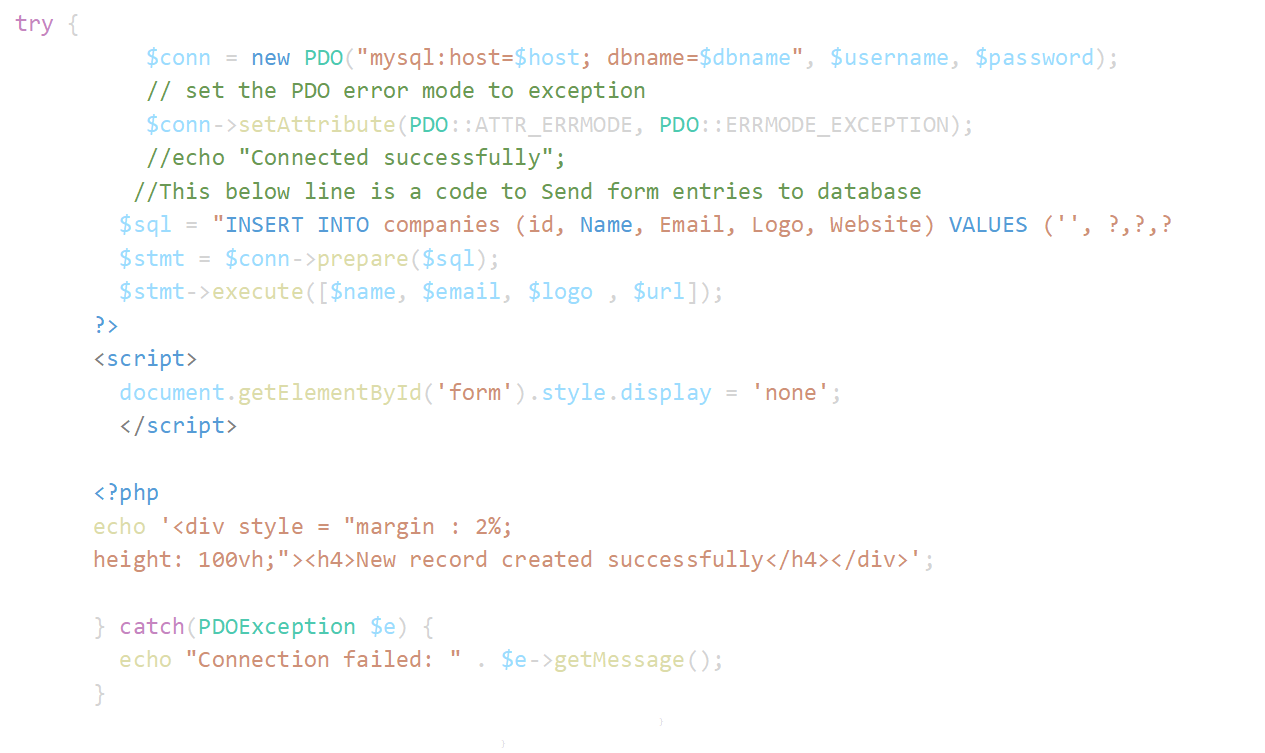 try {
$conn = new PDO("mysql:host=$host; dbname=$dbname", $username, $password);
// set the PDO error mode to exception
$conn->setAttribute(PDO::ATTR_ERRMODE, PDO::ERRMODE_EXCEPTION);
//echo "Connected successfully";
//This below line is a code to Send form entries to database
$sql = "INSERT INTO companies (id, Name, Email, Logo, Website) VALUES ('', ?,?,?
$stmt = $conn->prepare($sql);
$stmt->execute([$name, $email, $logo , $url]);
?>
<script>
document.getElementById('form').style.display = 'none';
</script>
<?php
echo '<div style = "margin : 2%;
height: 100vh;"><h4>New record created successfully</h4></div>';
} catch(PDOException $e) {
echo "Connection failed: " . $e->getMessage();
}
}
}